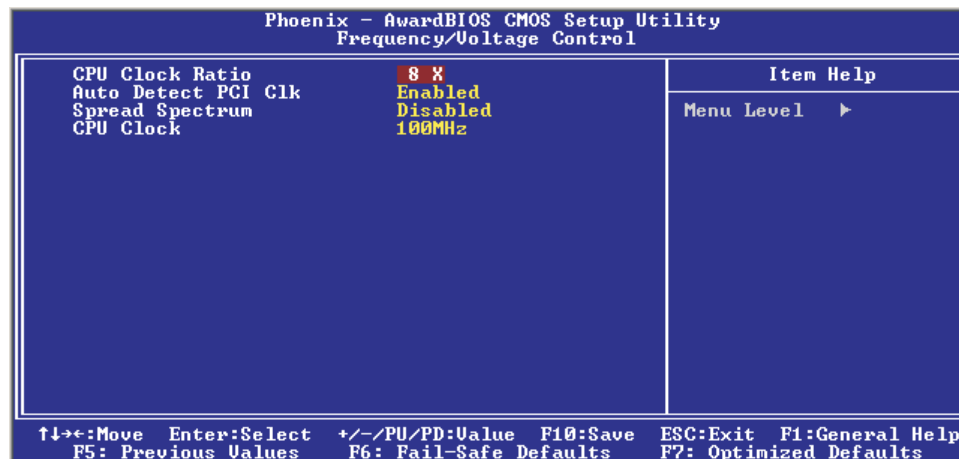 Phoenix - AwardBIOS CMOS Setup Utility
Frequency/Voltage Control
CPU Clock Ratio 8 X
Auto Detect PCI Clk Enabled
Spread Spectrum Disabled
CPU Clock 100MHz
Item Help
Menu Level ►
↑↓→←:Move Enter:Select +/-/PU/PD:Value F10:Save ESC:Exit F1:General Help
F5: Previous Values F6: Fail-Safe Defaults F7: Optimized Defaults